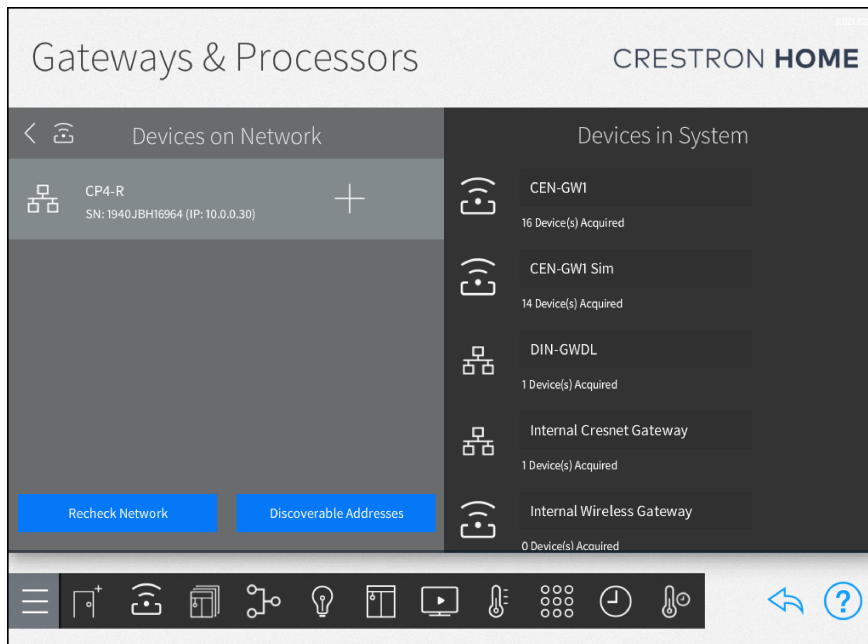 Gateways & Processors
CRESTRON HOME
Devices on Network
CP4-R
SN: 1940JBH16964 (IP: 10.0.0.30)
Recheck Network
Discoverable Addresses
Devices in System
CEN-GW1
16 Device(s) Acquired
CEN-GW1 Sim
14 Device(s) Acquired
DIN-GWDL
1 Device(s) Acquired
Internal Cresnet Gateway
1 Device(s) Acquired
Internal Wireless Gateway
0 Device(s) Acquired
?